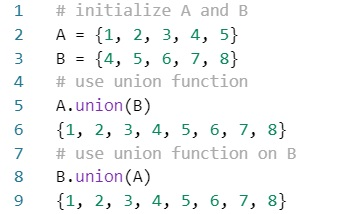 1 # initialize A and B
2 A = {1, 2, 3, 4, 5}
3 B = {4, 5, 6, 7, 8}
4 # use union function
5 A.union(B)
6 {1, 2, 3, 4, 5, 6, 7, 8}
7 # use union function on B
8 B.union(A)
9 {1, 2, 3, 4, 5, 6, 7, 8}